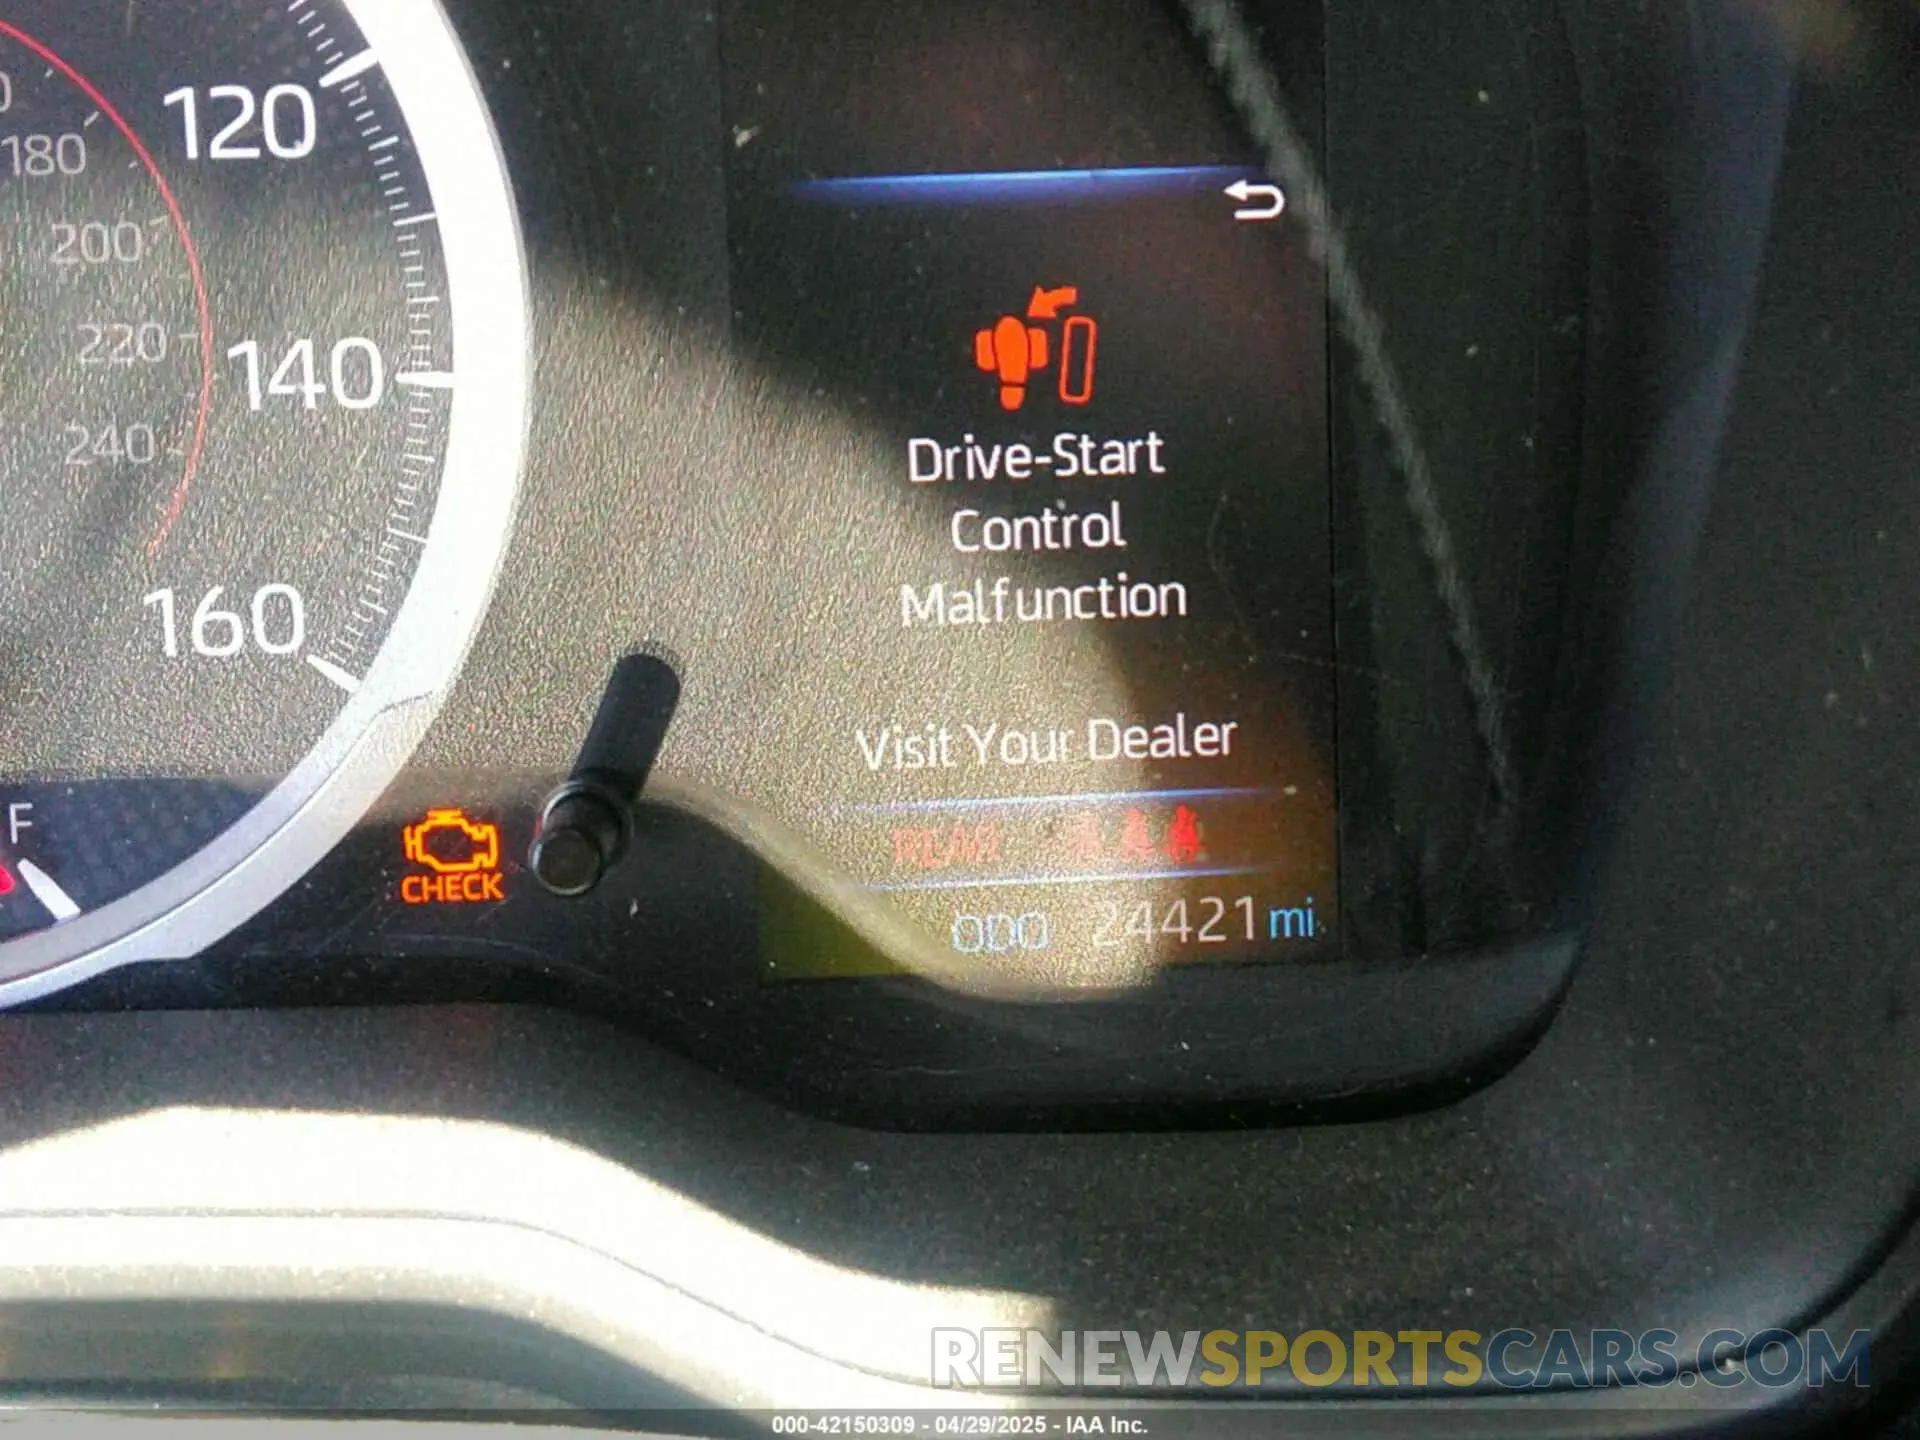 120
180
200
220
140
240
160
F
CHECK
Drive-Start
Control
Malfunction
Visit Your Dealer
REAR
ODO 24421 mi
RENEWSPORTSCARS.COM
000-42150309 - 04/29/2025 - IAA Inc.